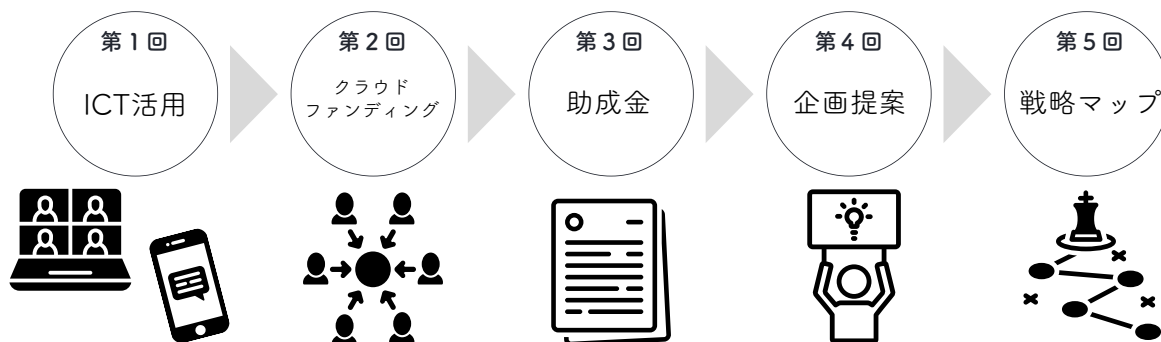 第1回
ICT活用
第2回
クラウド
ファンディング
第3回
助成金
第4回
企画提案
第5回
戦略マップ